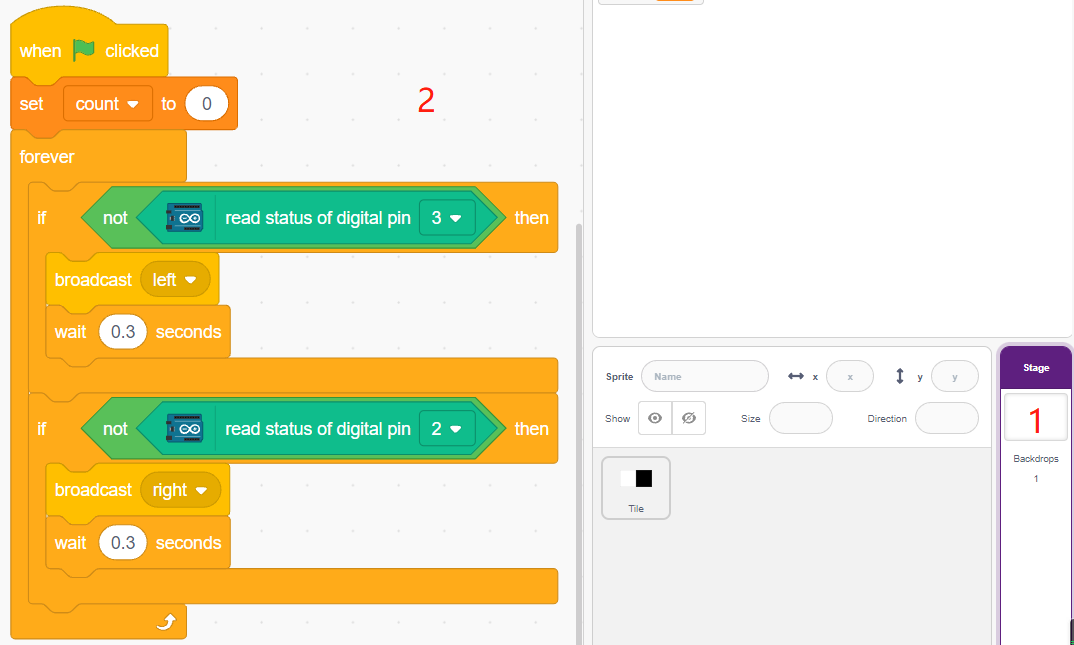 when clicked
set count to 0
2
forever
if not read status of digital pin 3 then
broadcast left
wait 0.3 seconds
if not read status of digital pin 2 then
broadcast right
wait 0.3 seconds
Sprite Name x x y y
Show Size Direction
Tile
Stage
1
Backdrops
1